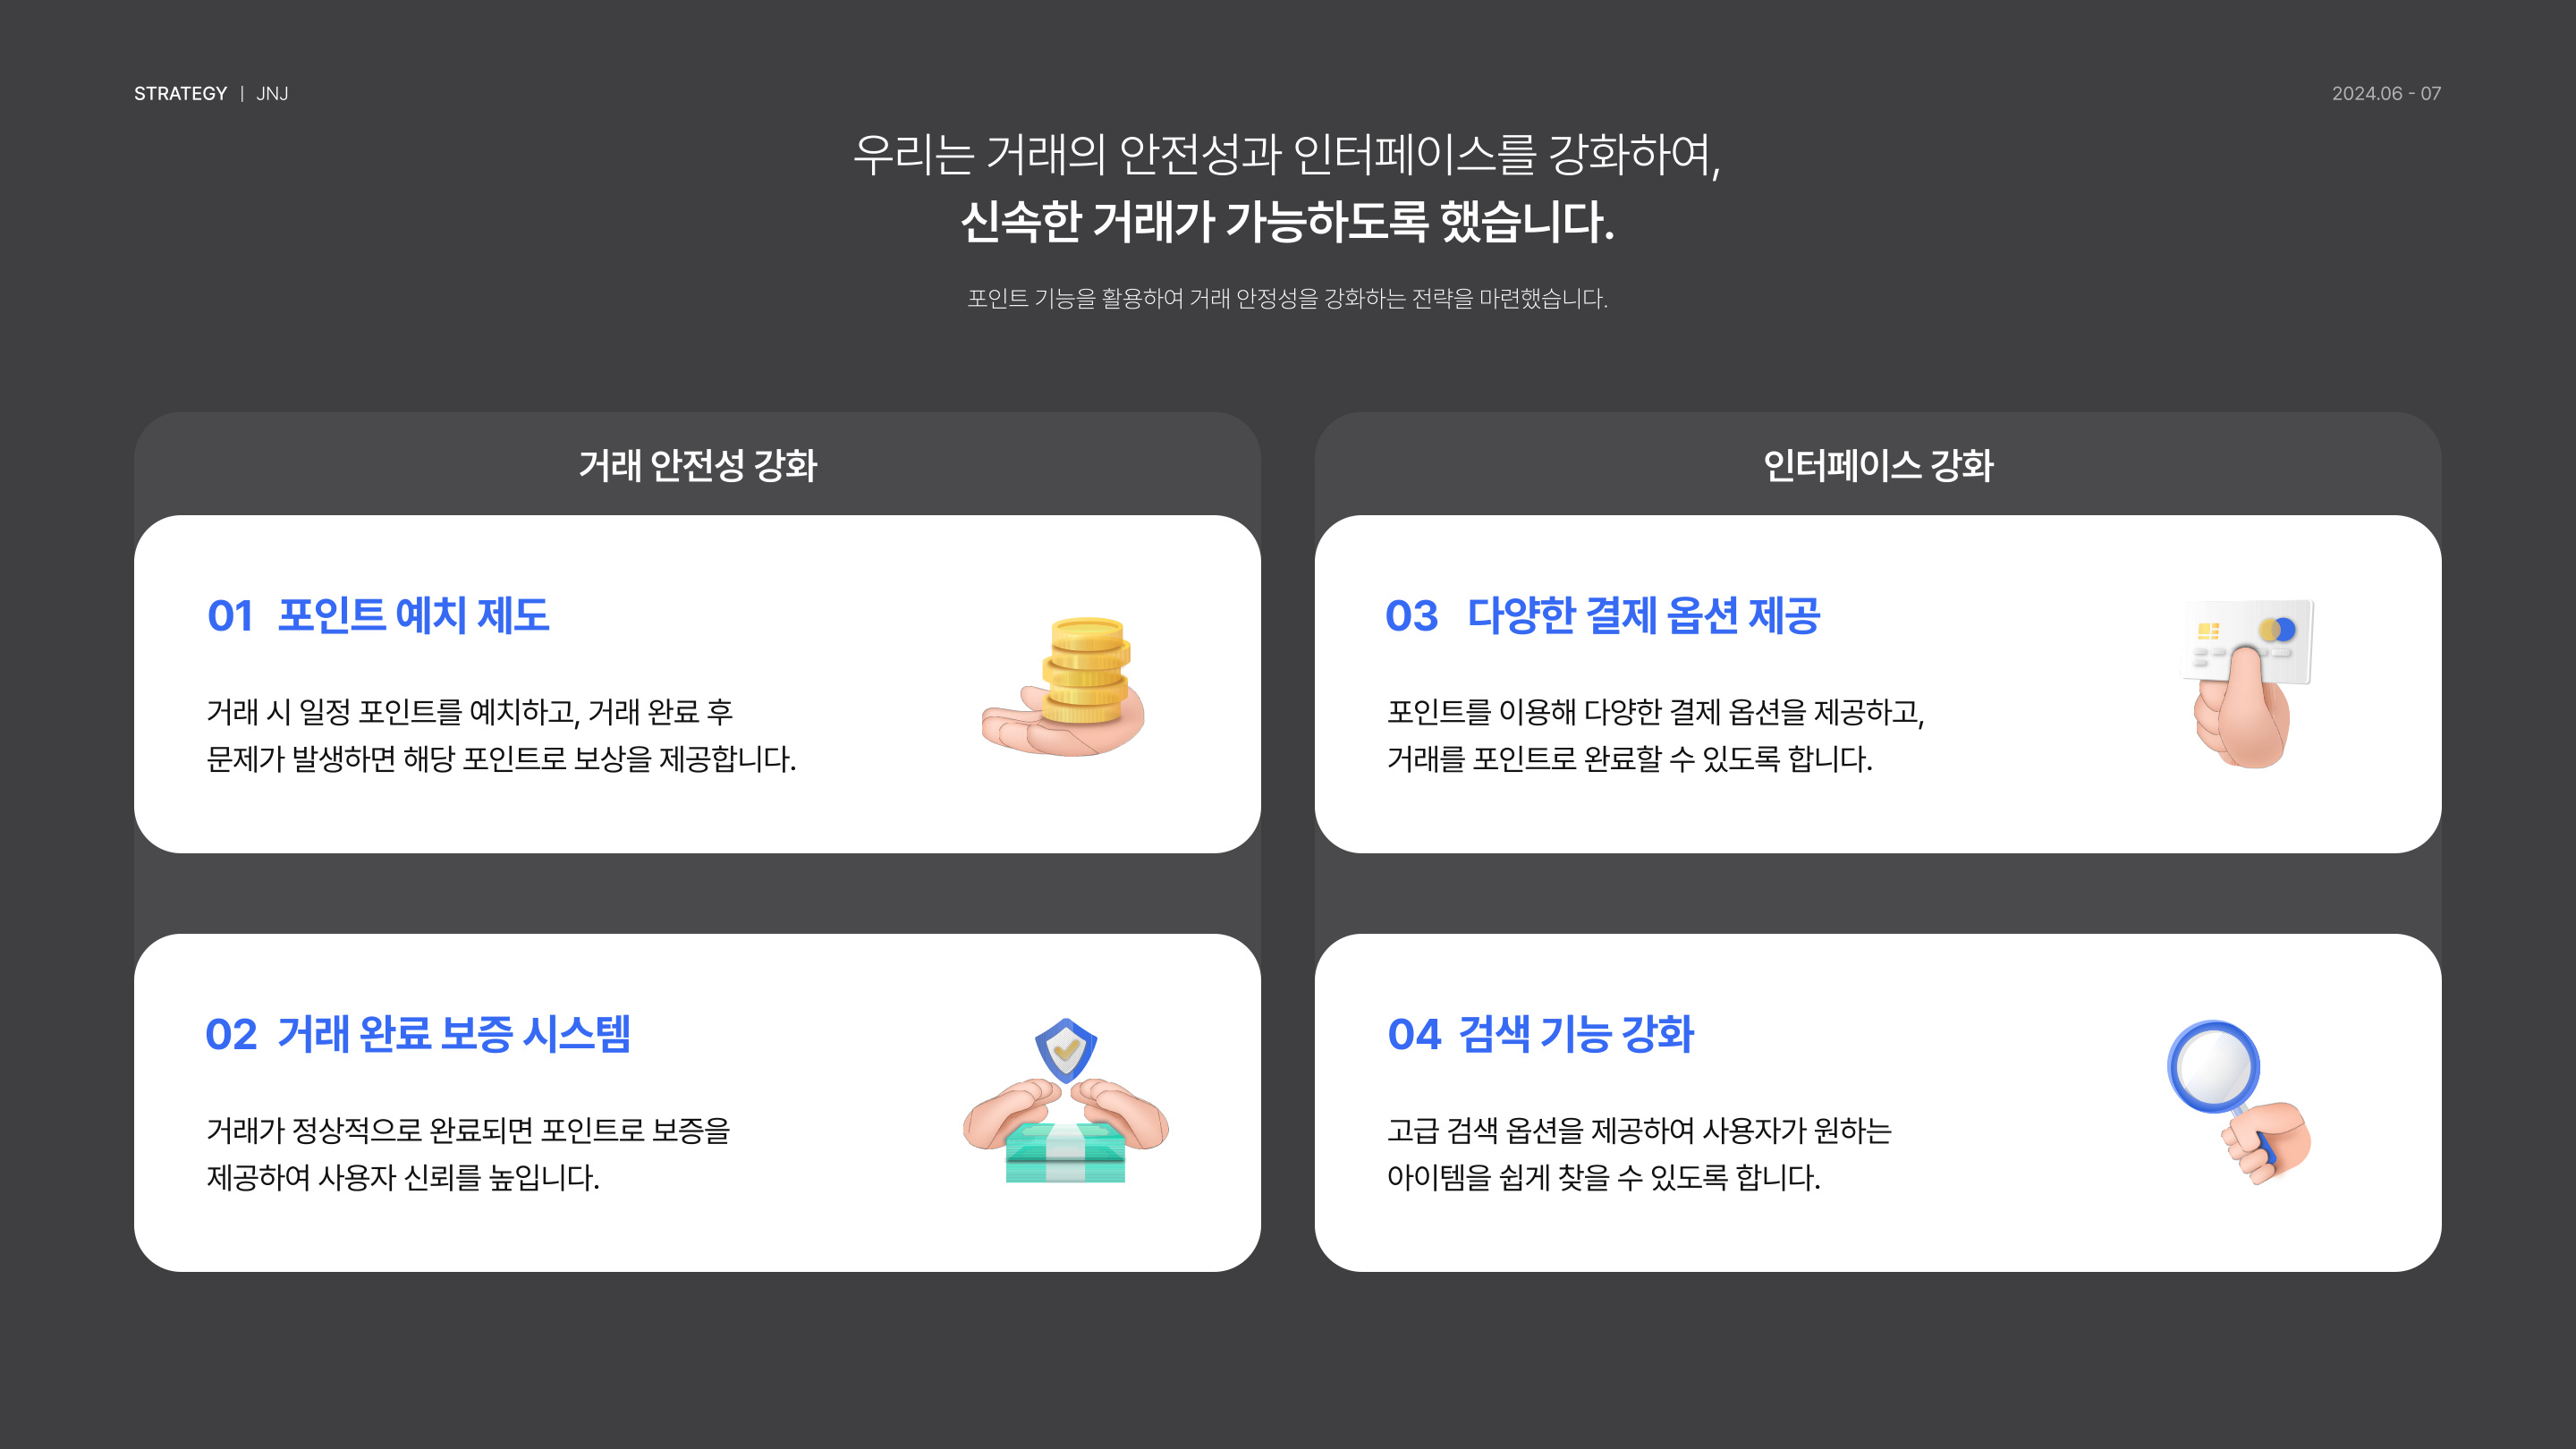 STRATEGY | JNJ
2024.06 - 07
우리는 거래의 안전성과 인터페이스를 강화하여,
신속한 거래가 가능하도록 했습니다.
포인트 기능을 활용하여 거래 안정성을 강화하는 전략을 마련했습니다.
거래 안전성 강화
01 포인트 예치 제도
거래 시 일정 포인트를 예치하고, 거래 완료 후
문제가 발생하면 해당 포인트로 보상을 제공합니다.
02 거래 완료 보증 시스템
거래가 정상적으로 완료되면 포인트로 보증을
제공하여 사용자 신뢰를 높입니다.
인터페이스 강화
03 다양한 결제 옵션 제공
포인트를 이용해 다양한 결제 옵션을 제공하고,
거래를 포인트로 완료할 수 있도록 합니다.
04 검색 기능 강화
고급 검색 옵션을 제공하여 사용자가 원하는
아이템을 쉽게 찾을 수 있도록 합니다.